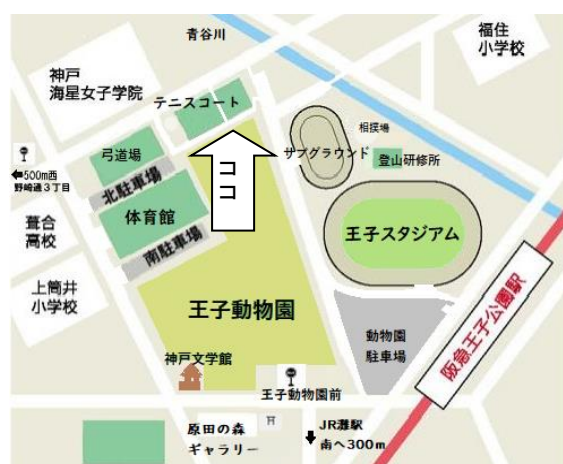 青谷川
福住
小学校
神戸
海星女子学院
テニスコート
相撲場
サブグラウンド
登山研修所
弓道場
⬅500m西
野崎通3丁目
北駐車場
ココ
体育館
葺合
高校
王子スタジアム
南駐車場
上筒井
小学校
王子動物園
動物園
駐車場
阪急王子公園駅
神戸文学館
王子動物園前
原田の森
ギャラリー
JR灘駅
南へ300m